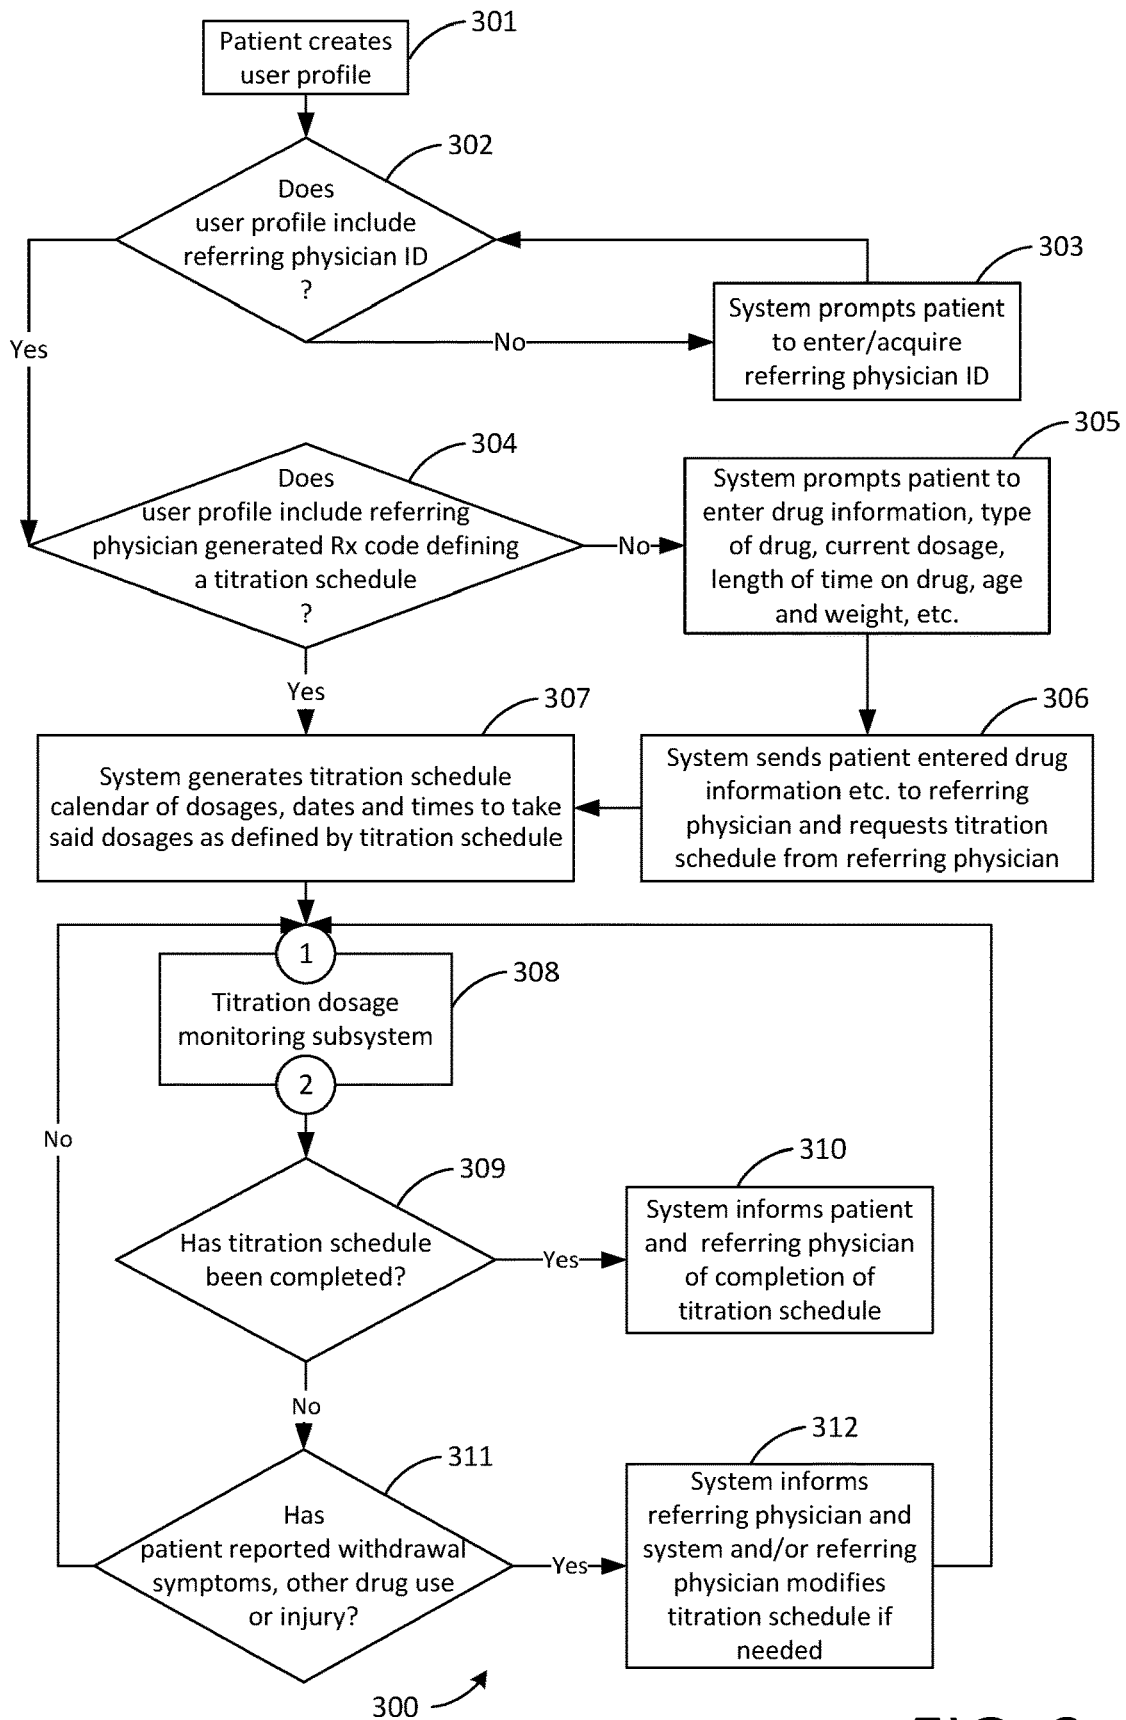 301
Patient creates
user profile
302
Does
user profile include
referring physician ID
?
303
System prompts patient
to enter/acquire
referring physician ID
No
Yes
304
Does
user profile include referring
physician generated Rx code defining
a titration schedule
?
No
305
System prompts patient to
enter drug information, type
of drug, current dosage,
length of time on drug, age
and weight, etc.
Yes
307
System generates titration schedule
calendar of dosages, dates and times to take
said dosages as defined by titration schedule
306
System sends patient entered drug
information etc. to referring
physician and requests titration
schedule from referring physician
1
308
Titration dosage
monitoring subsystem
2
No
309
Has titration schedule
been completed?
Yes
310
System informs patient
and referring physician
of completion of
titration schedule
No
311
Has
patient reported withdrawal
symptoms, other drug use
or injury?
Yes
312
System informs
referring physician and
system and/or referring
physician modifies
titration schedule if
needed
300